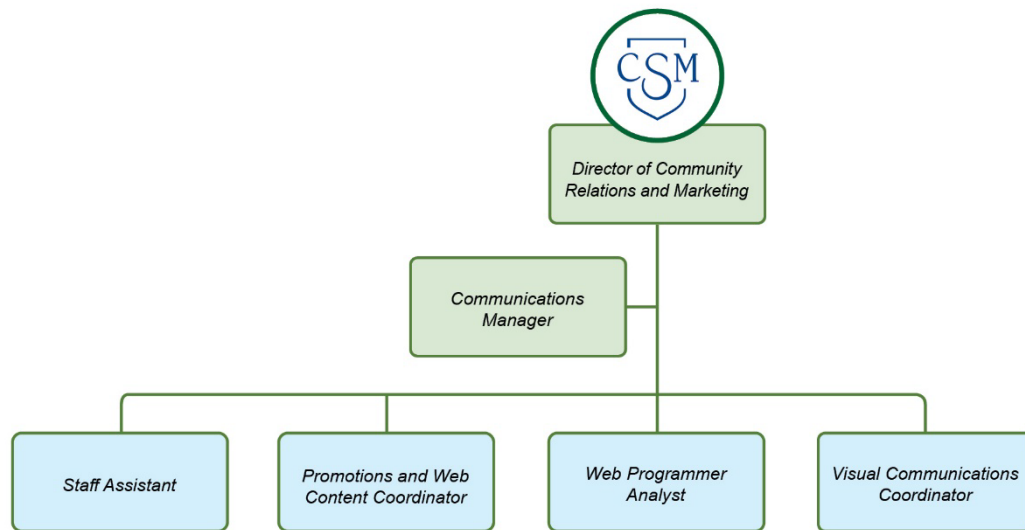 CSM
Director of Community
Relations and Marketing
Communications
Manager
Staff Assistant
Promotions and Web
Content Coordinator
Web Programmer
Analyst
Visual Communications
Coordinator